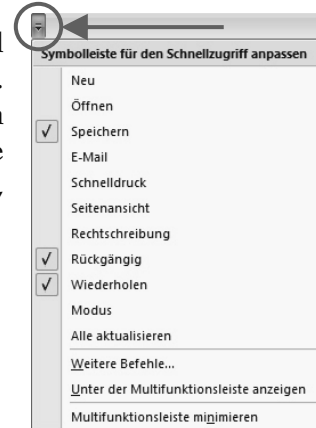 Symbolleiste für den Schnellzugriff anpassen
Neu
Öffnen
Speichern
E-Mail
Schnelldruck
Seitenansicht
Rechtschreibung
Rückgängig
Wiederholen
Modus
Alle aktualisieren
Weitere Befehle...
Unter der Multifunktionsleiste anzeigen
Multifunktionsleiste minimieren